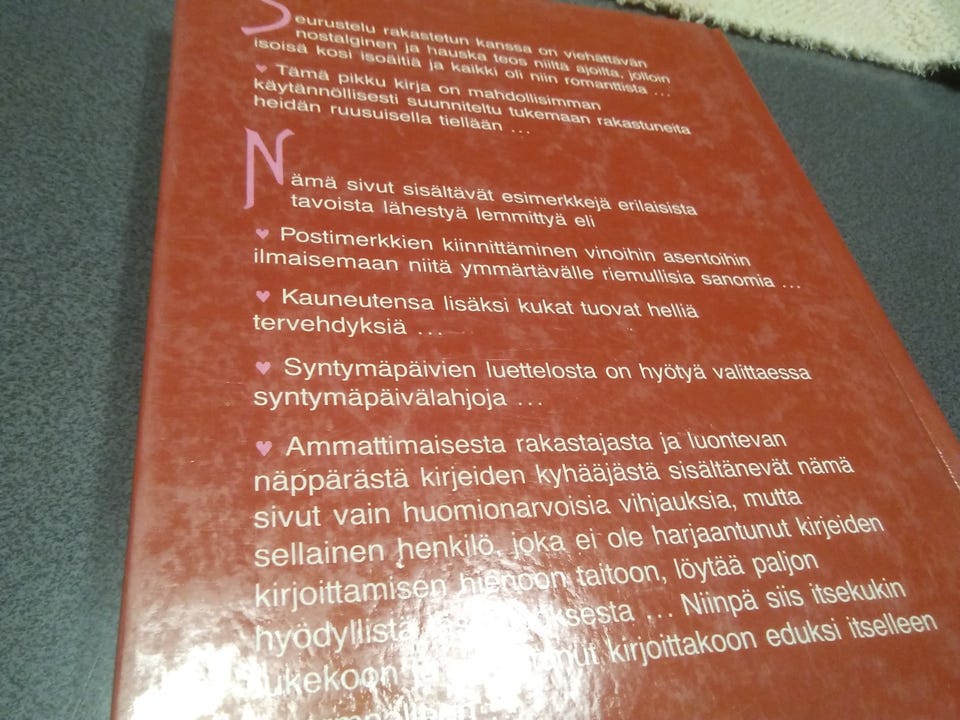 Seurustelu rakastetun kanssa on viehättävän
nostalginen ja hauska teos niiltä ajoilta, jolloin
isoisä kosi isoäitiä ja kaikki oli niin romanttista ...
♥ Tämä pikku kirja on mahdollisimman
käytännöllisesti suunniteltu tukemaan rakastuneita
heidän ruusuisella tiellään ...
Nämä sivut sisältävät esimerkkejä erilaisista
tavoista lähestyä lemmittyä eli
♥ Postimerkkien kiinnittäminen vinoihin asentoihin
ilmaisemaan niitä ymmärtävälle riemullisia sanomia ...
♥ Kauneutensa lisäksi kukat tuovat helliä
tervehdyksiä ...
♥ Syntymäpäivien luettelosta on hyötyä valittaessa
syntymäpäivälahjoja ...
♥ Ammattimaisesta rakastajasta ja luontevan
näppärästä kirjeiden kyhääjästä sisältänevät nämä
sivut vain huomionarvoisia vihjauksia, mutta
sellainen henkilö, joka ei ole harjaantunut kirjeiden
kirjoittamisen hienoon taitoon, löytää paljon
hyödyllistä ... Niinpä siis itsekukin
kirjoittakoon eduksi itselleen